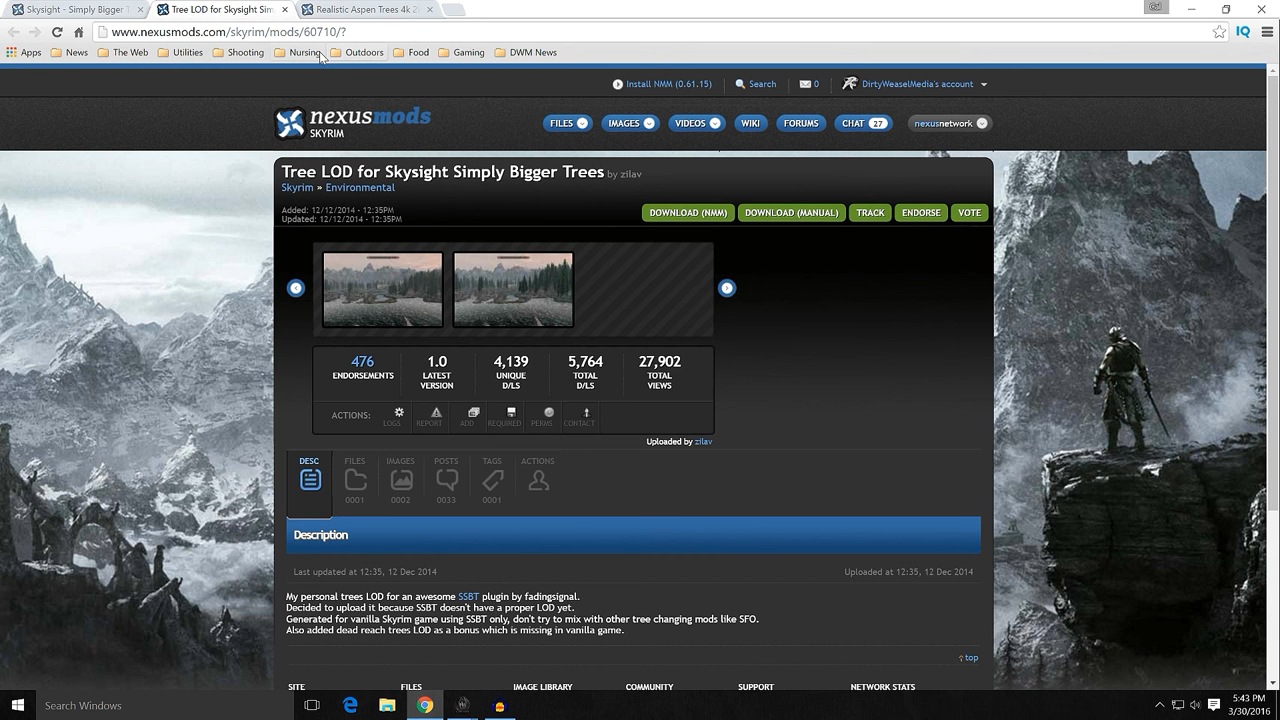 Skysight - Simply Bigger T
Tree LOD for Skysight Sim
Realistic Aspen Trees 4k 2
www.nexusmods.com/skyrim/mods/60710/?
Apps News The Web Utilities Shooting Nursing Outdoors Food Gaming DWM News
Install NMM (0.61.15) Search 0 DirtyWeaselMedia's account
nexusmods
SKYRIM
FILES IMAGES VIDEOS WIKI FORUMS CHAT 27 nexusnetwork
Tree LOD for Skysight Simply Bigger Trees by zilav
Skyrim » Environmental
Added: 12/12/2014 - 12:35PM
Updated: 12/12/2014 - 12:35PM
DOWNLOAD (NMM) DOWNLOAD (MANUAL) TRACK ENDORSE VOTE
476 1.0 4,139 5,764 27,902
ENDORSEMENTS LATEST VERSION UNIQUE D/LS TOTAL D/LS TOTAL VIEWS
ACTIONS: LOGS REPORT ADD REQUIRED PERMS CONTACT
Uploaded by zilav
DESC FILES IMAGES POSTS TAGS ACTIONS
0001 0002 0033 0001
Description
Last updated at 12:35, 12 Dec 2014 Uploaded at 12:35, 12 Dec 2014
My personal trees LOD for an awesome SSBT plugin by fadingsignal.
Decided to upload it because SSBT doesn't have a proper LOD yet.
Generated for vanilla Skyrim game using SSBT only, don't try to mix with other tree changing mods like SFO.
Also added dead reach trees LOD as a bonus which is missing in vanilla game.
top
SITE FILES IMAGE LIBRARY COMMUNITY SUPPORT NETWORK STATS
Search Windows
5:43 PM
3/30/2016